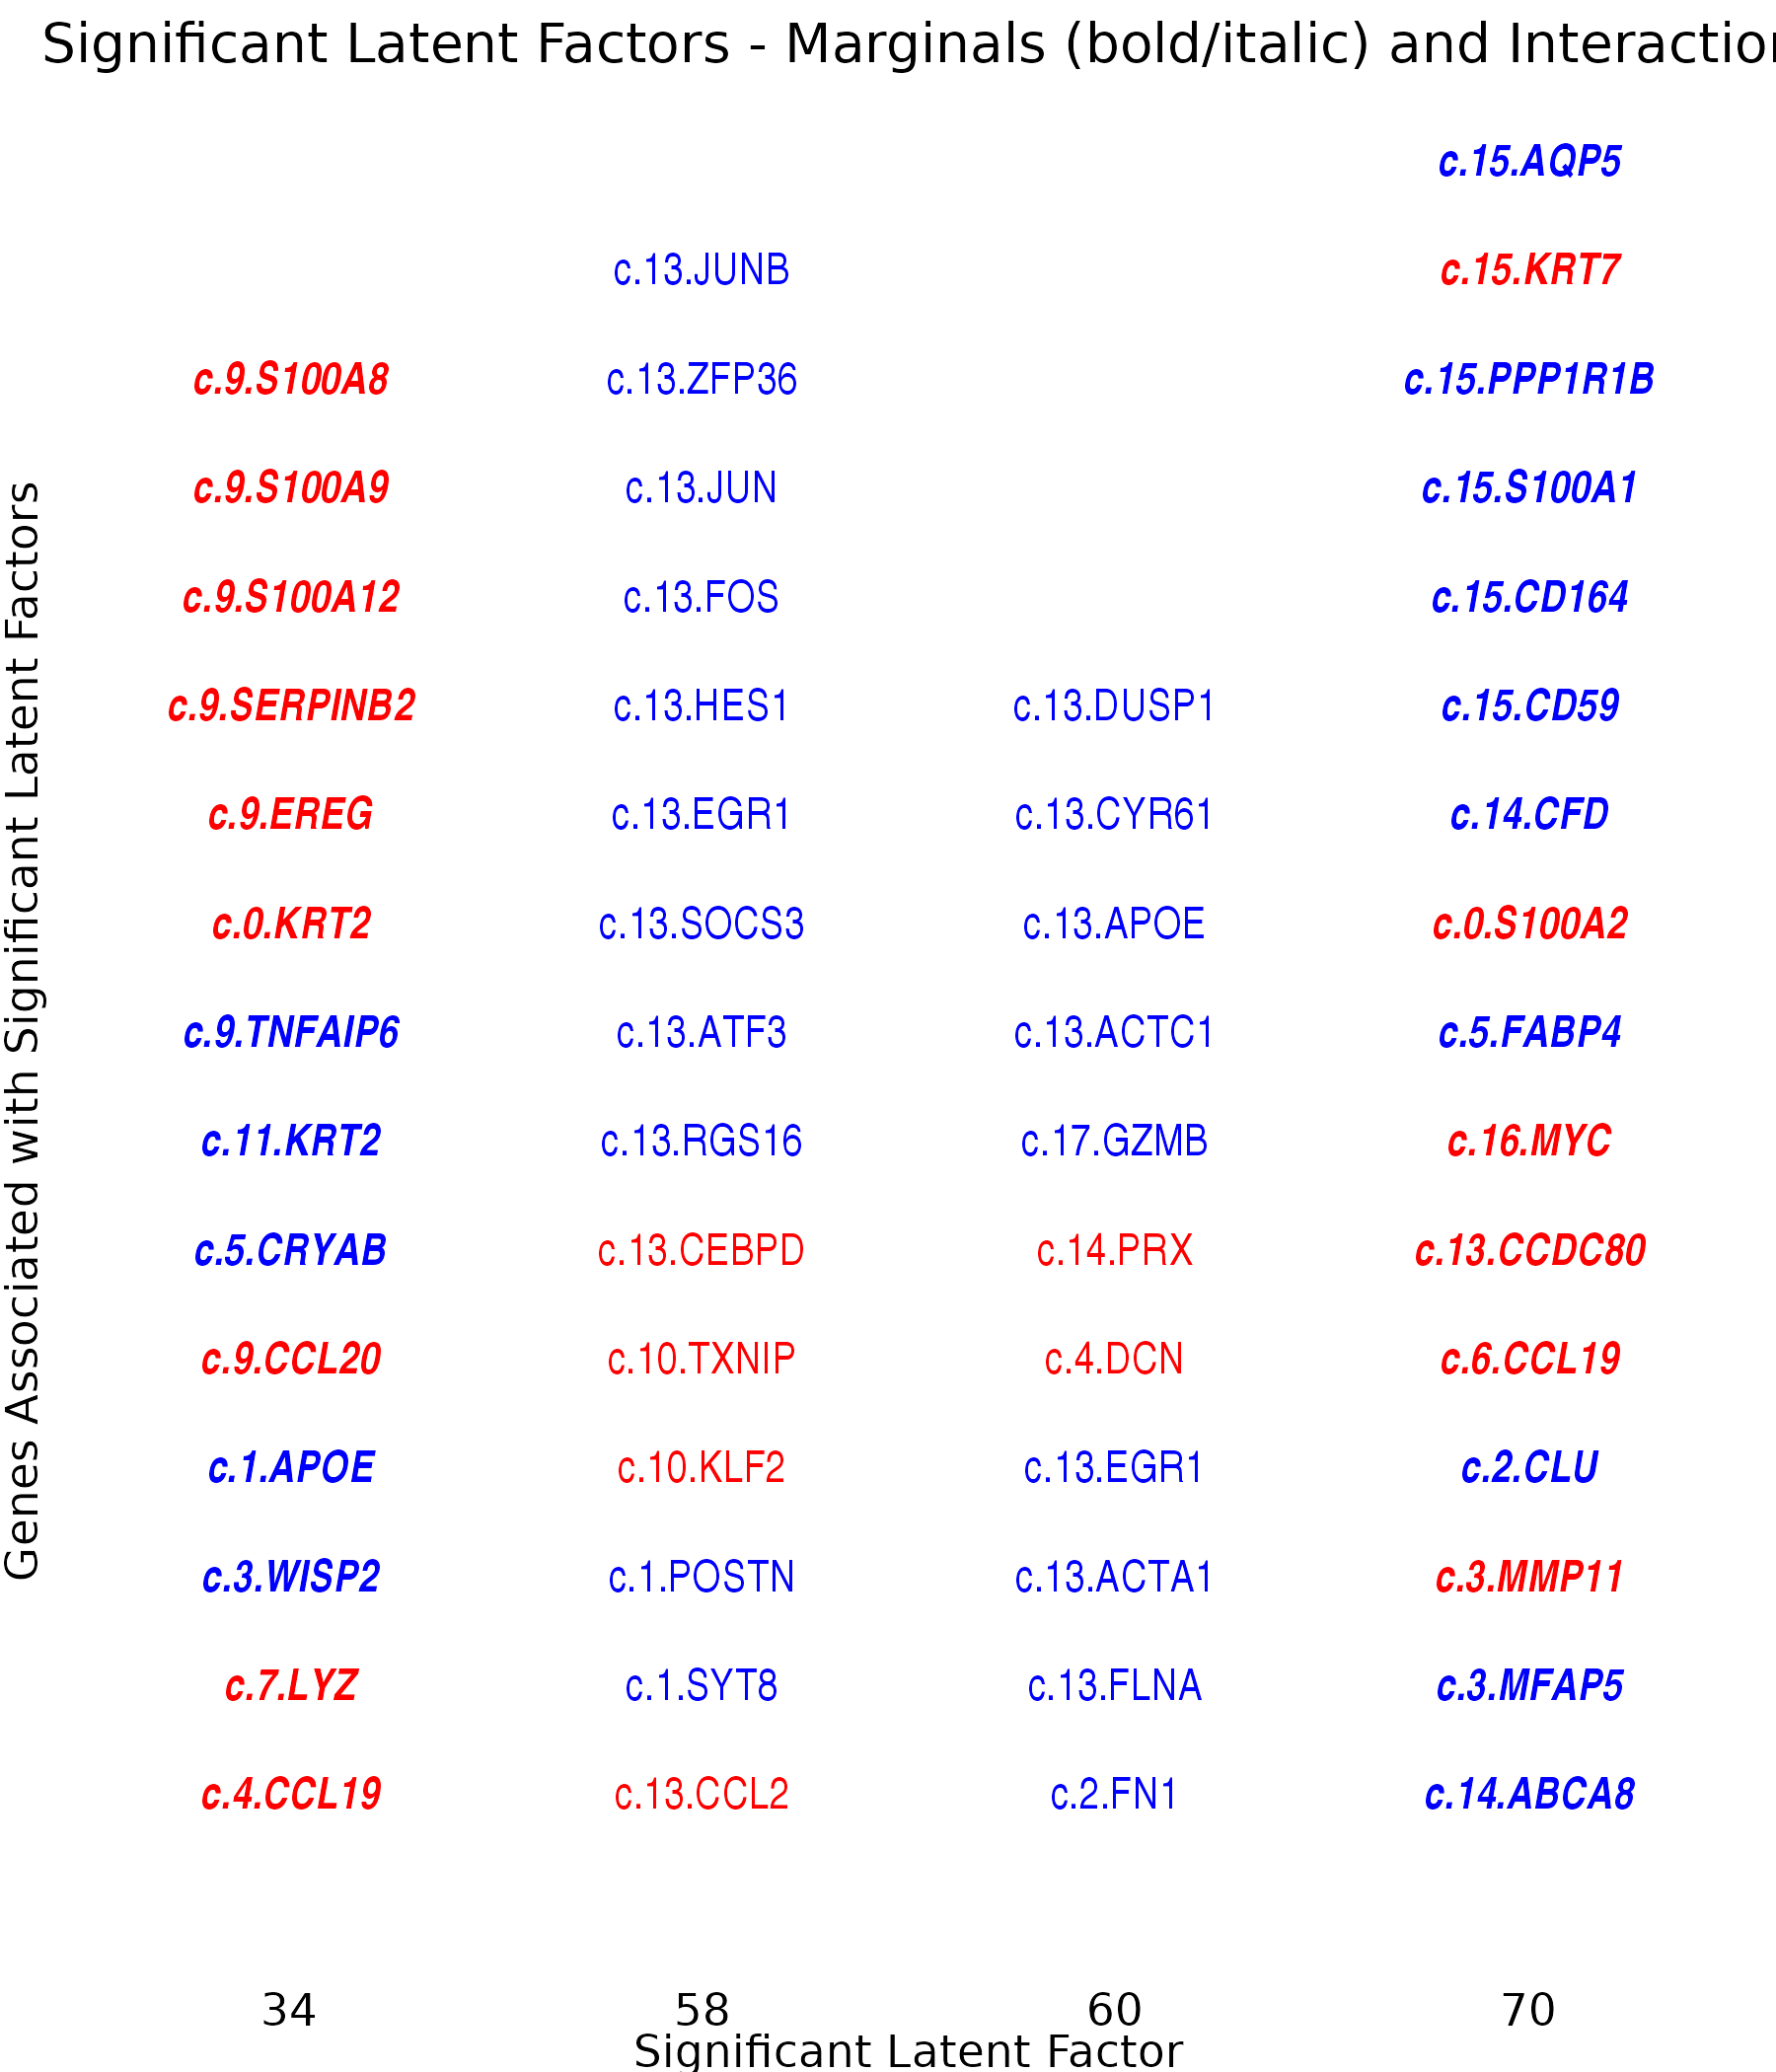 Significant Latent Factors - Marginals (bold/italic) and Interaction
c.15.AQP5
c.13.JUNB c.15.KRT7
c.9.S100A8 c.13.ZFP36 c.15.PPP1R1B
c.9.S100A9 c.13.JUN c.15.S100A1
c.9.S100A12 c.13.FOS c.15.CD164
c.9.SERPINB2 c.13.HES1 c.13.DUSP1 c.15.CD59
c.9.EREG c.13.EGR1 c.13.CYR61 c.14.CFD
c.0.KRT2 c.13.SOCS3 c.13.APOE c.0.S100A2
c.9.TNFAIP6 c.13.ATF3 c.13.ACTC1 c.5.FABP4
c.11.KRT2 c.13.RGS16 c.17.GZMB c.16.MYC
c.5.CRYAB c.13.CEBPD c.14.PRX c.13.CCDC80
c.9.CCL20 c.10.TXNIP c.4.DCN c.6.CCL19
c.1.APOE c.10.KLF2 c.13.EGR1 c.2.CLU
c.3.WISP2 c.1.POSTN c.13.ACTA1 c.3.MMP11
c.7.LYZ c.1.SYT8 c.13.FLNA c.3.MFAP5
c.4.CCL19 c.13.CCL2 c.2.FN1 c.14.ABCA8
34 58 60 70
Significant Latent Factor
Genes Associated with Significant Latent Factors